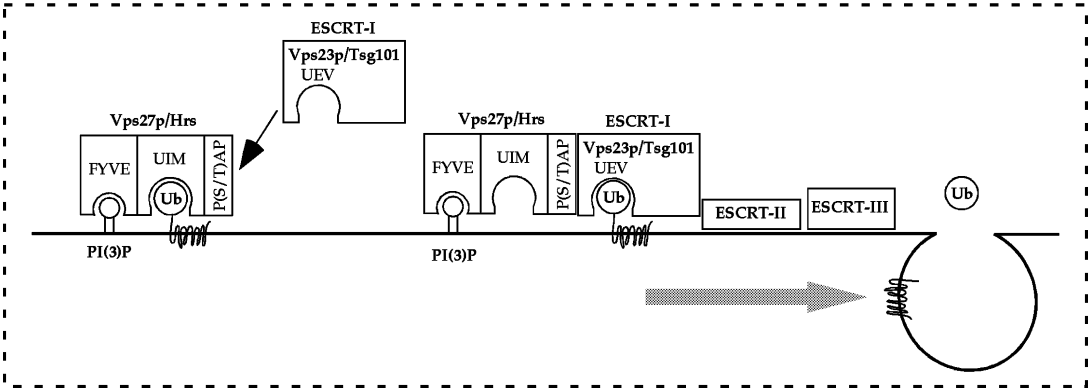 ESCRT-I
Vps23p/Tsg101
UEV
Vps27p/Hrs
FYVE
UIM
P(S/T)AP
Ub
PI(3)P
Vps27p/Hrs
ESCRT-I
FYVE
UIM
P(S/T)AP
Vps23p/Tsg101
UEV
Ub
PI(3)P
ESCRT-II
ESCRT-III
Ub